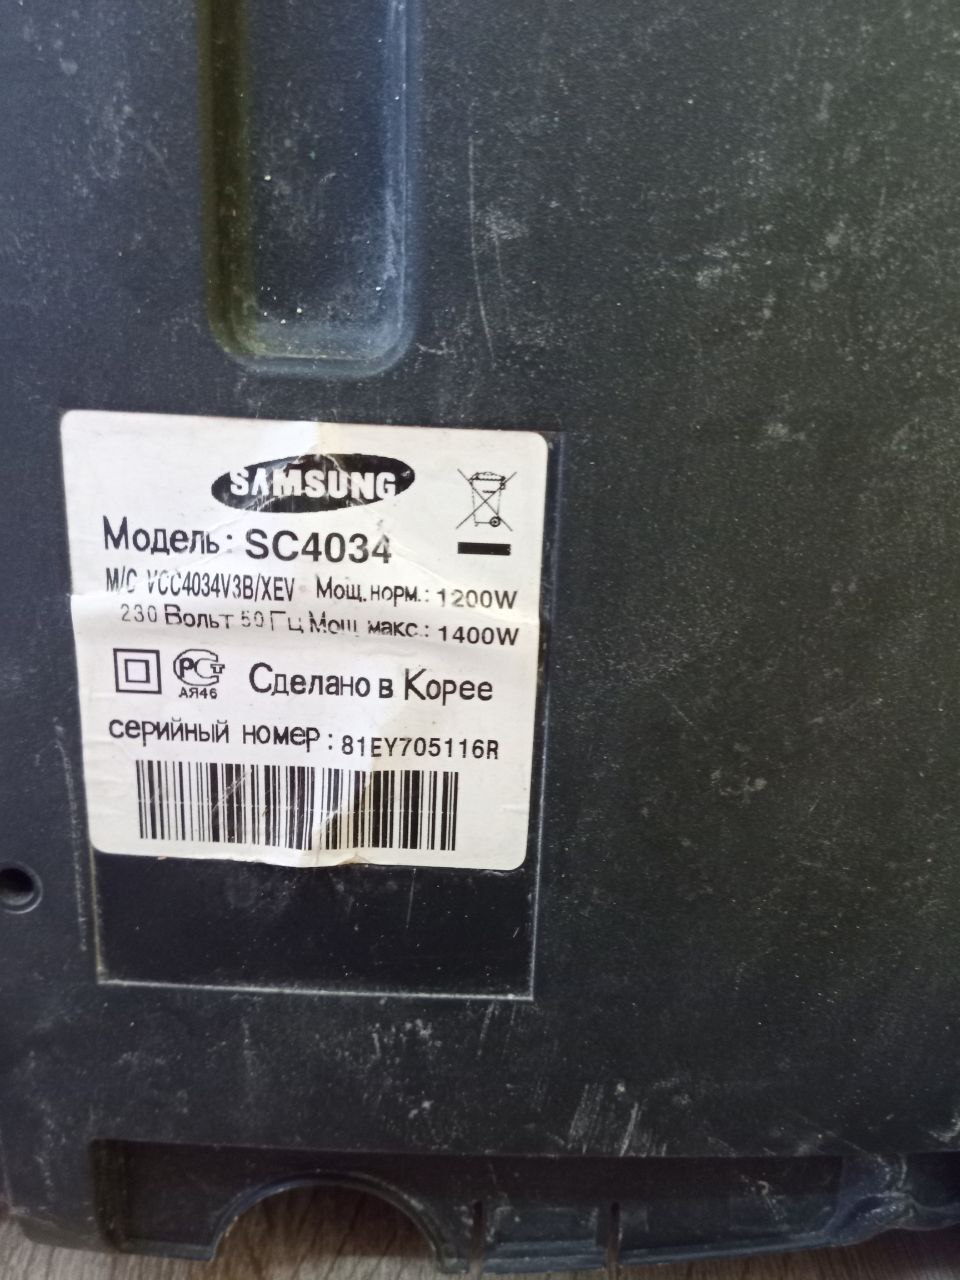 SAMSUNG
Модель: SC4034
M/C VCC4034V3B/XEV Мощ. норм.: 1200W
230 Вольт 50 Гц Мощ. макс.: 1400W
РСТ
АЯ46
Сделано в Корее
серийный номер : 81EY705116R